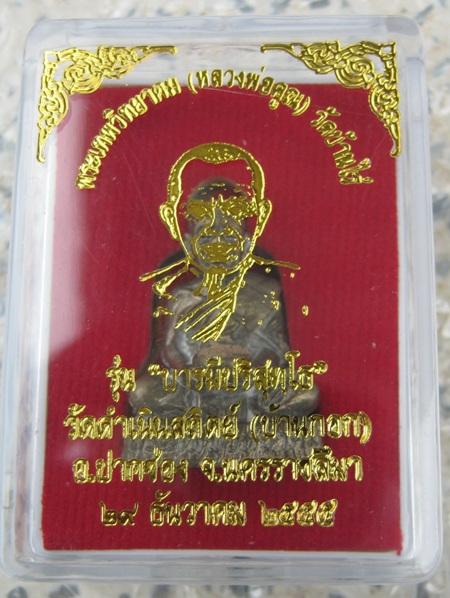 พระเทพวิทยาคม (หลวงพ่อคูณ) วัดบ้านไร่
รุ่น "บารมีปริสุทโธ"
วัดดำเนินสถิตย์ (บ้านกอก)
อ.ปากช่อง จ.นครราชสีมา
๒๙ ธันวาคม ๒๕๕๕